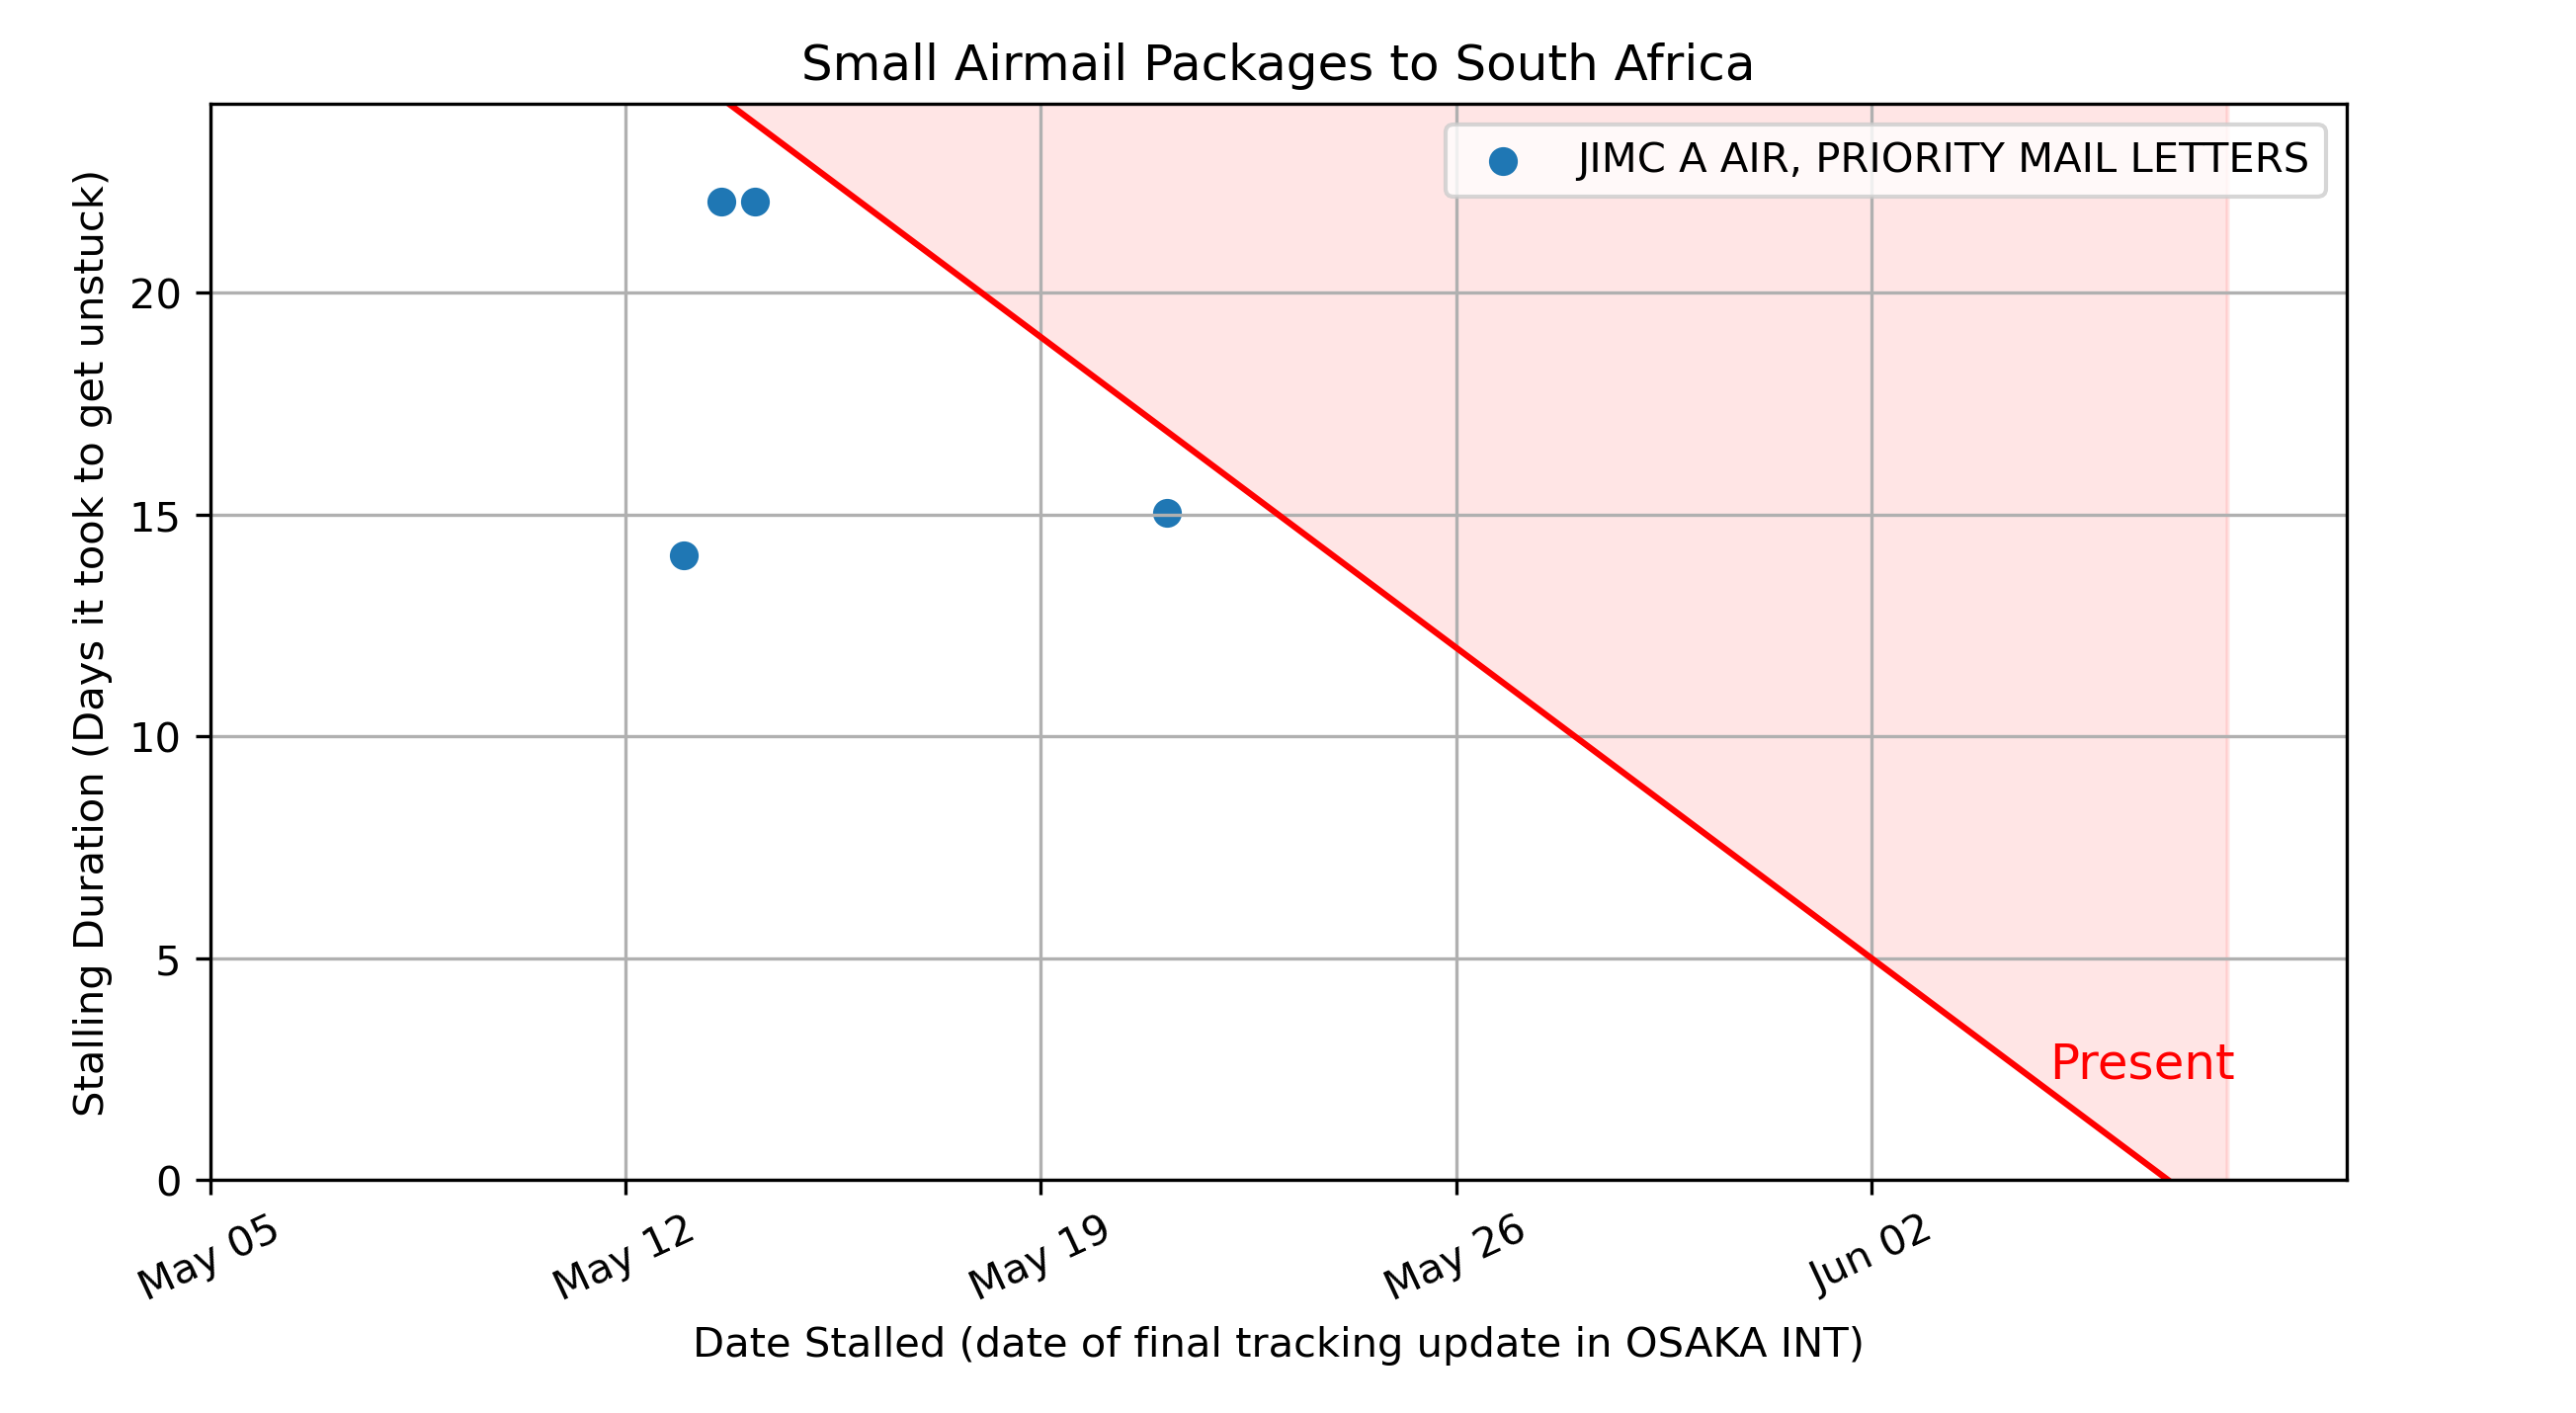 Small Airmail Packages to South Africa
JIMC A AIR, PRIORITY MAIL LETTERS
Stalling Duration (Days it took to get unstuck)
20
15
10
5
0
Present
May 05
May 12
May 19
May 26
Jun 02
Date Stalled (date of final tracking update in OSAKA INT)